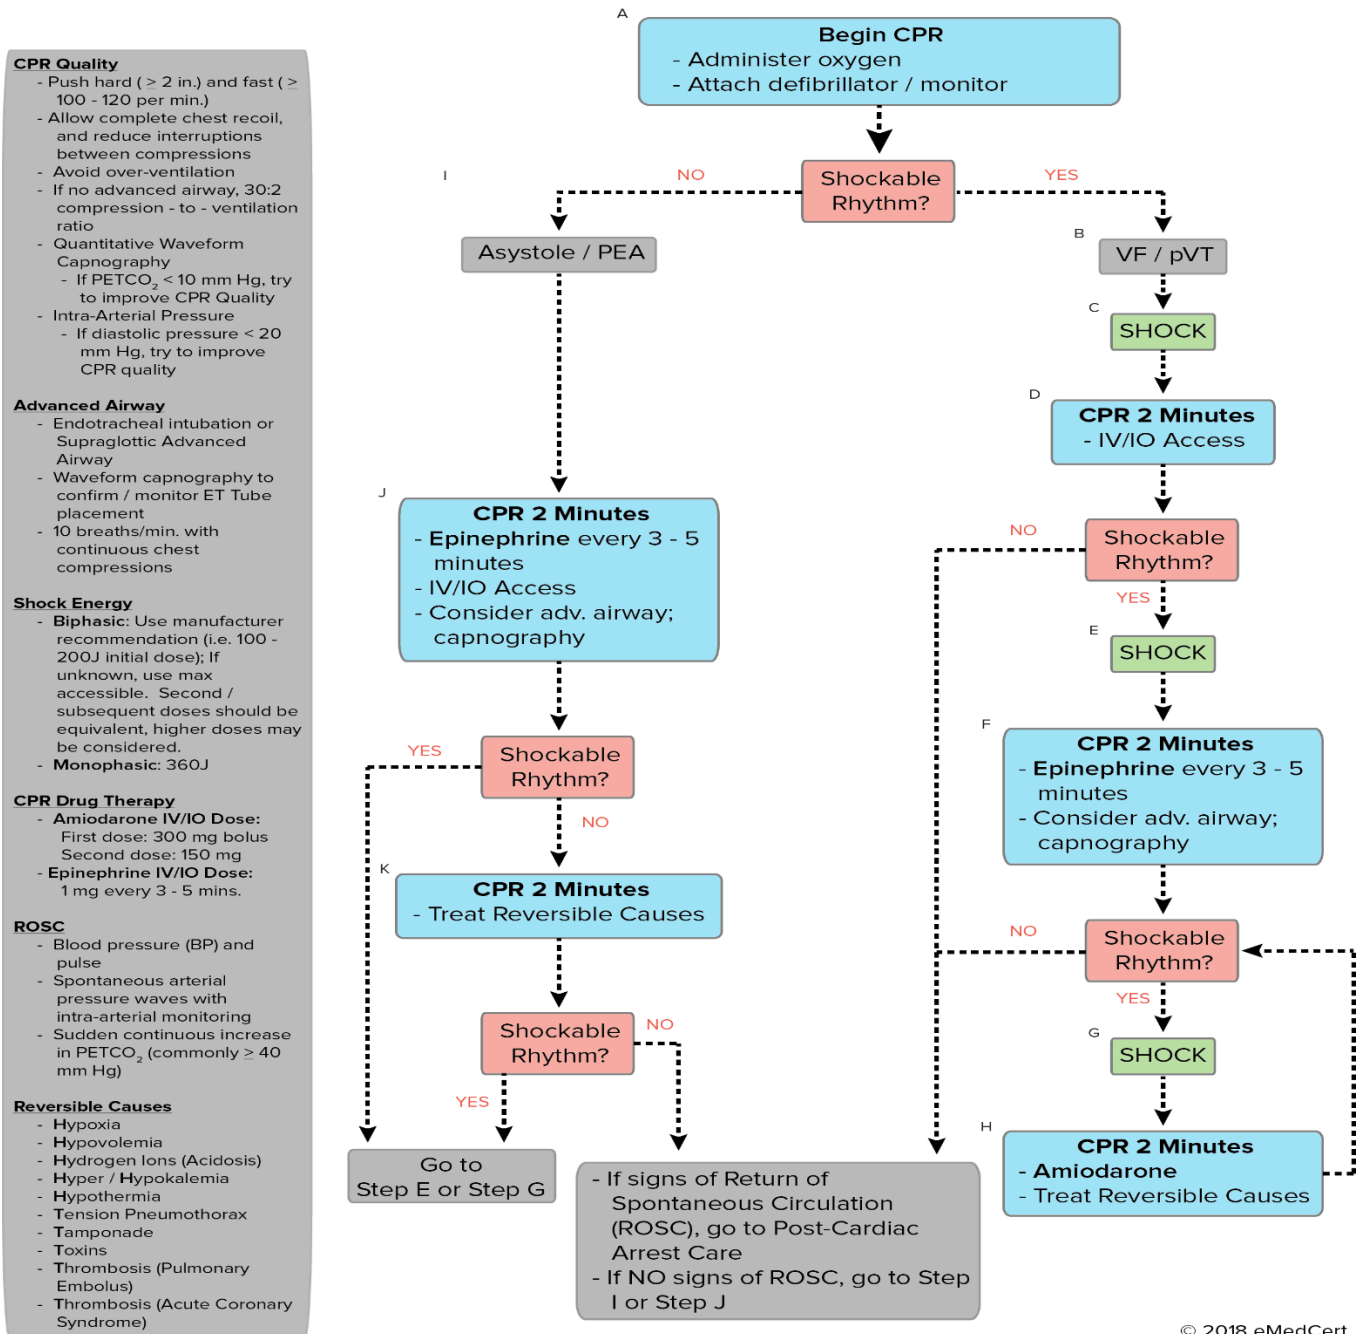 CPR Quality
- Push hard ( ≥ 2 in.) and fast ( ≥
100 - 120 per min.)
- Allow complete chest recoil,
and reduce interruptions
between compressions
- Avoid over-ventilation
- If no advanced airway, 30:2
compression - to - ventilation
ratio
- Quantitative Waveform
Capnography
- If PETCO₂ < 10 mm Hg, try
to improve CPR Quality
- Intra-Arterial Pressure
- If diastolic pressure < 20
mm Hg, try to improve
CPR quality
Advanced Airway
- Endotracheal intubation or
Supraglottic Advanced
Airway
- Waveform capnography to
confirm / monitor ET Tube
placement
- 10 breaths/min. with
continuous chest
compressions
Shock Energy
- Biphasic: Use manufacturer
recommendation (i.e. 100 -
200J initial dose); If
unknown, use max
accessible. Second /
subsequent doses should be
equivalent, higher doses may
be considered.
- Monophasic: 360J
CPR Drug Therapy
- Amiodarone IV/IO Dose:
First dose: 300 mg bolus
Second dose: 150 mg
- Epinephrine IV/IO Dose:
1 mg every 3 - 5 mins.
ROSC
- Blood pressure (BP) and
pulse
- Spontaneous arterial
pressure waves with
intra-arterial monitoring
- Sudden continuous increase
in PETCO₂ (commonly ≥ 40
mm Hg)
Reversible Causes
- Hypoxia
- Hypovolemia
- Hydrogen Ions (Acidosis)
- Hyper / Hypokalemia
- Hypothermia
- Tension Pneumothorax
- Tamponade
- Toxins
- Thrombosis (Pulmonary
Embolus)
- Thrombosis (Acute Coronary
Syndrome)
A
Begin CPR
- Administer oxygen
- Attach defibrillator / monitor
Shockable
Rhythm?
NO
YES
I
Asystole / PEA
J
CPR 2 Minutes
- Epinephrine every 3 - 5
minutes
- IV/IO Access
- Consider adv. airway;
capnography
Shockable
Rhythm?
YES
NO
K
CPR 2 Minutes
- Treat Reversible Causes
Shockable
Rhythm?
NO
YES
Go to
Step E or Step G
- If signs of Return of
Spontaneous Circulation
(ROSC), go to Post-Cardiac
Arrest Care
- If NO signs of ROSC, go to Step
I or Step J
B
VF / pVT
C
SHOCK
D
CPR 2 Minutes
- IV/IO Access
NO
Shockable
Rhythm?
YES
E
SHOCK
F
CPR 2 Minutes
- Epinephrine every 3 - 5
minutes
- Consider adv. airway;
capnography
NO
Shockable
Rhythm?
YES
G
SHOCK
H
CPR 2 Minutes
- Amiodarone
- Treat Reversible Causes
© 2018 eMedCert